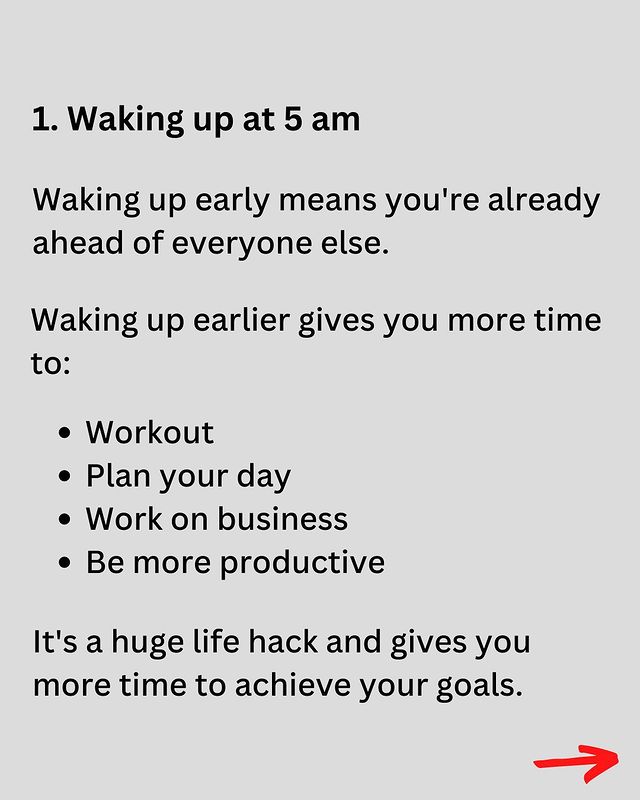 1. Waking up at 5 am
Waking up early means you're already
ahead of everyone else.
Waking up earlier gives you more time
to:
• Workout
• Plan your day
• Work on business
• Be more productive
It's a huge life hack and gives you
more time to achieve your goals.